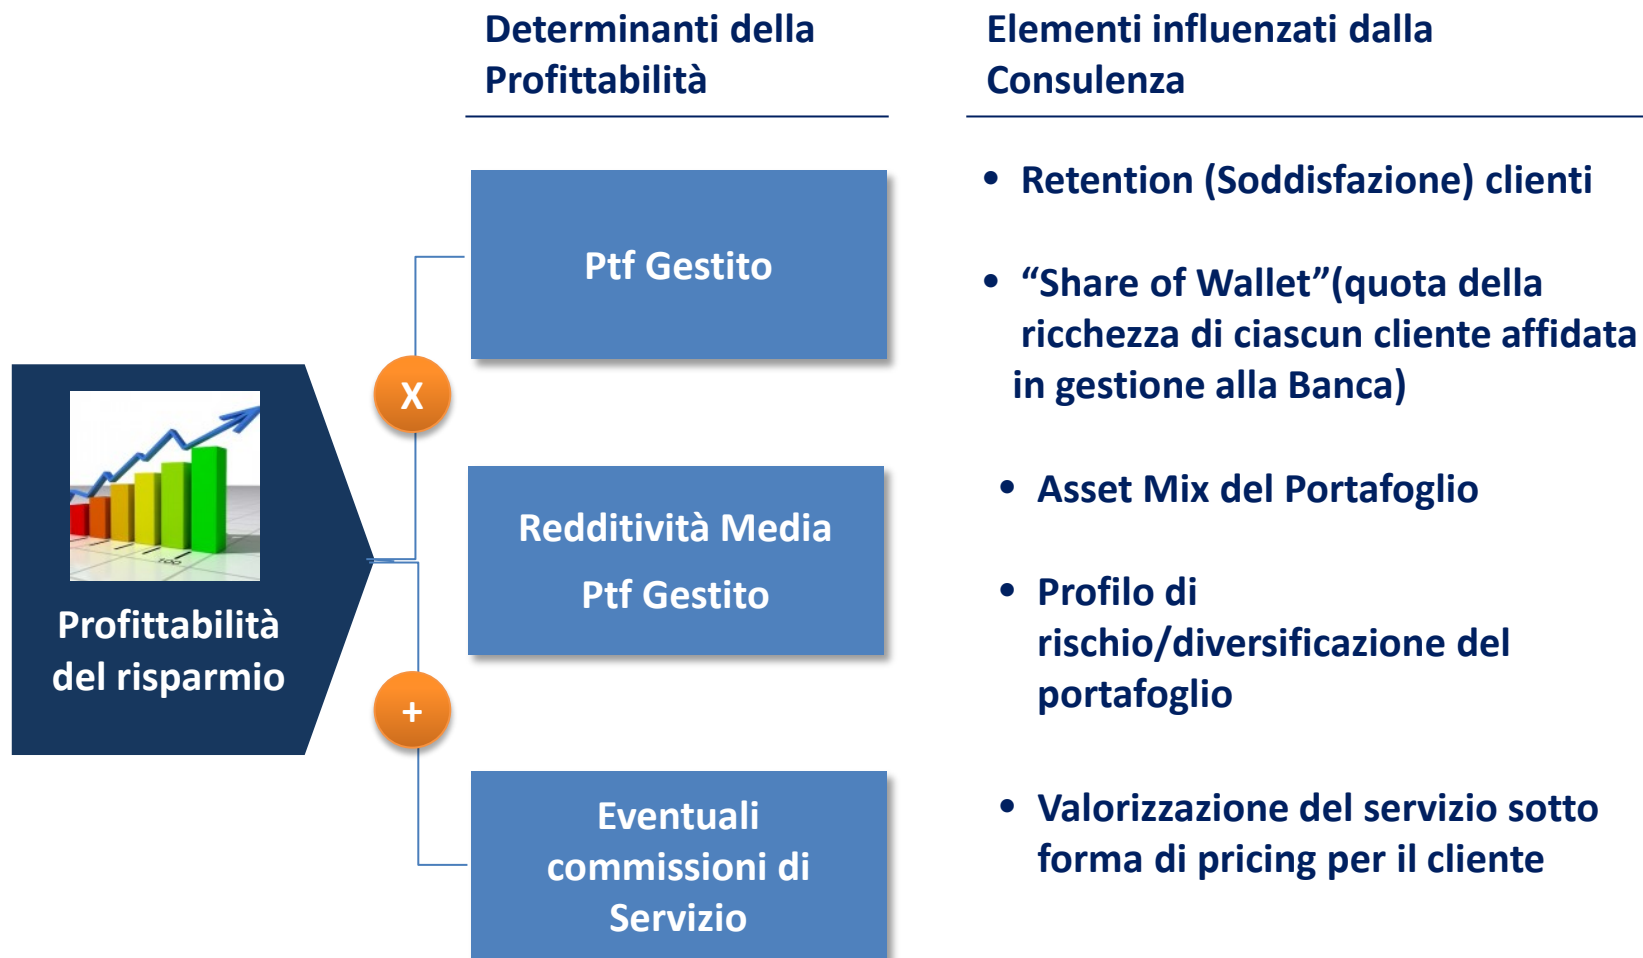 Determinanti della
Profittabilità
Elementi influenzati dalla
Consulenza
Profittabilità
del risparmio
X
+
Ptf Gestito
Redditività Media
Ptf Gestito
Eventuali
commissioni di
Servizio
• Retention (Soddisfazione) clienti
• “Share of Wallet”(quota della
ricchezza di ciascun cliente affidata
in gestione alla Banca)
• Asset Mix del Portafoglio
• Profilo di
rischio/diversificazione del
portafoglio
• Valorizzazione del servizio sotto
forma di pricing per il cliente
100